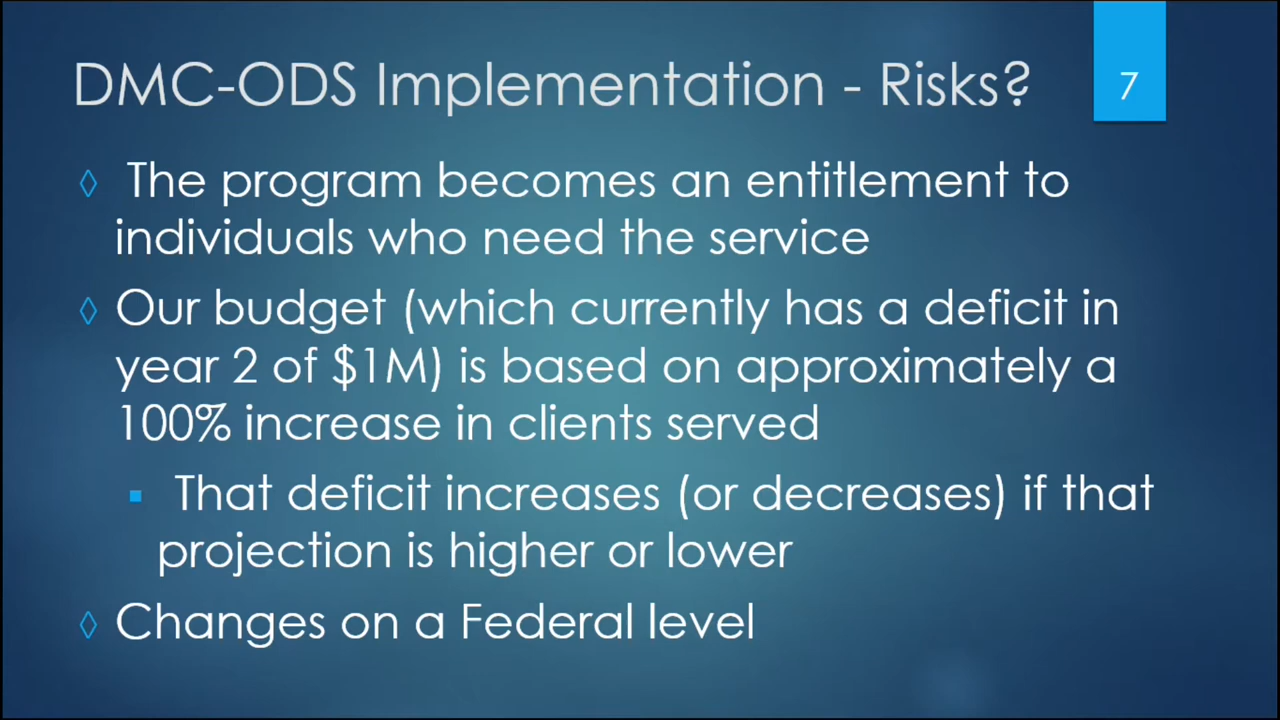 DMC-ODS Implementation - Risks?
7
◊ The program becomes an entitlement to
individuals who need the service
◊ Our budget (which currently has a deficit in
year 2 of $1M) is based on approximately a
100% increase in clients served
▪ That deficit increases (or decreases) if that
projection is higher or lower
◊ Changes on a Federal level